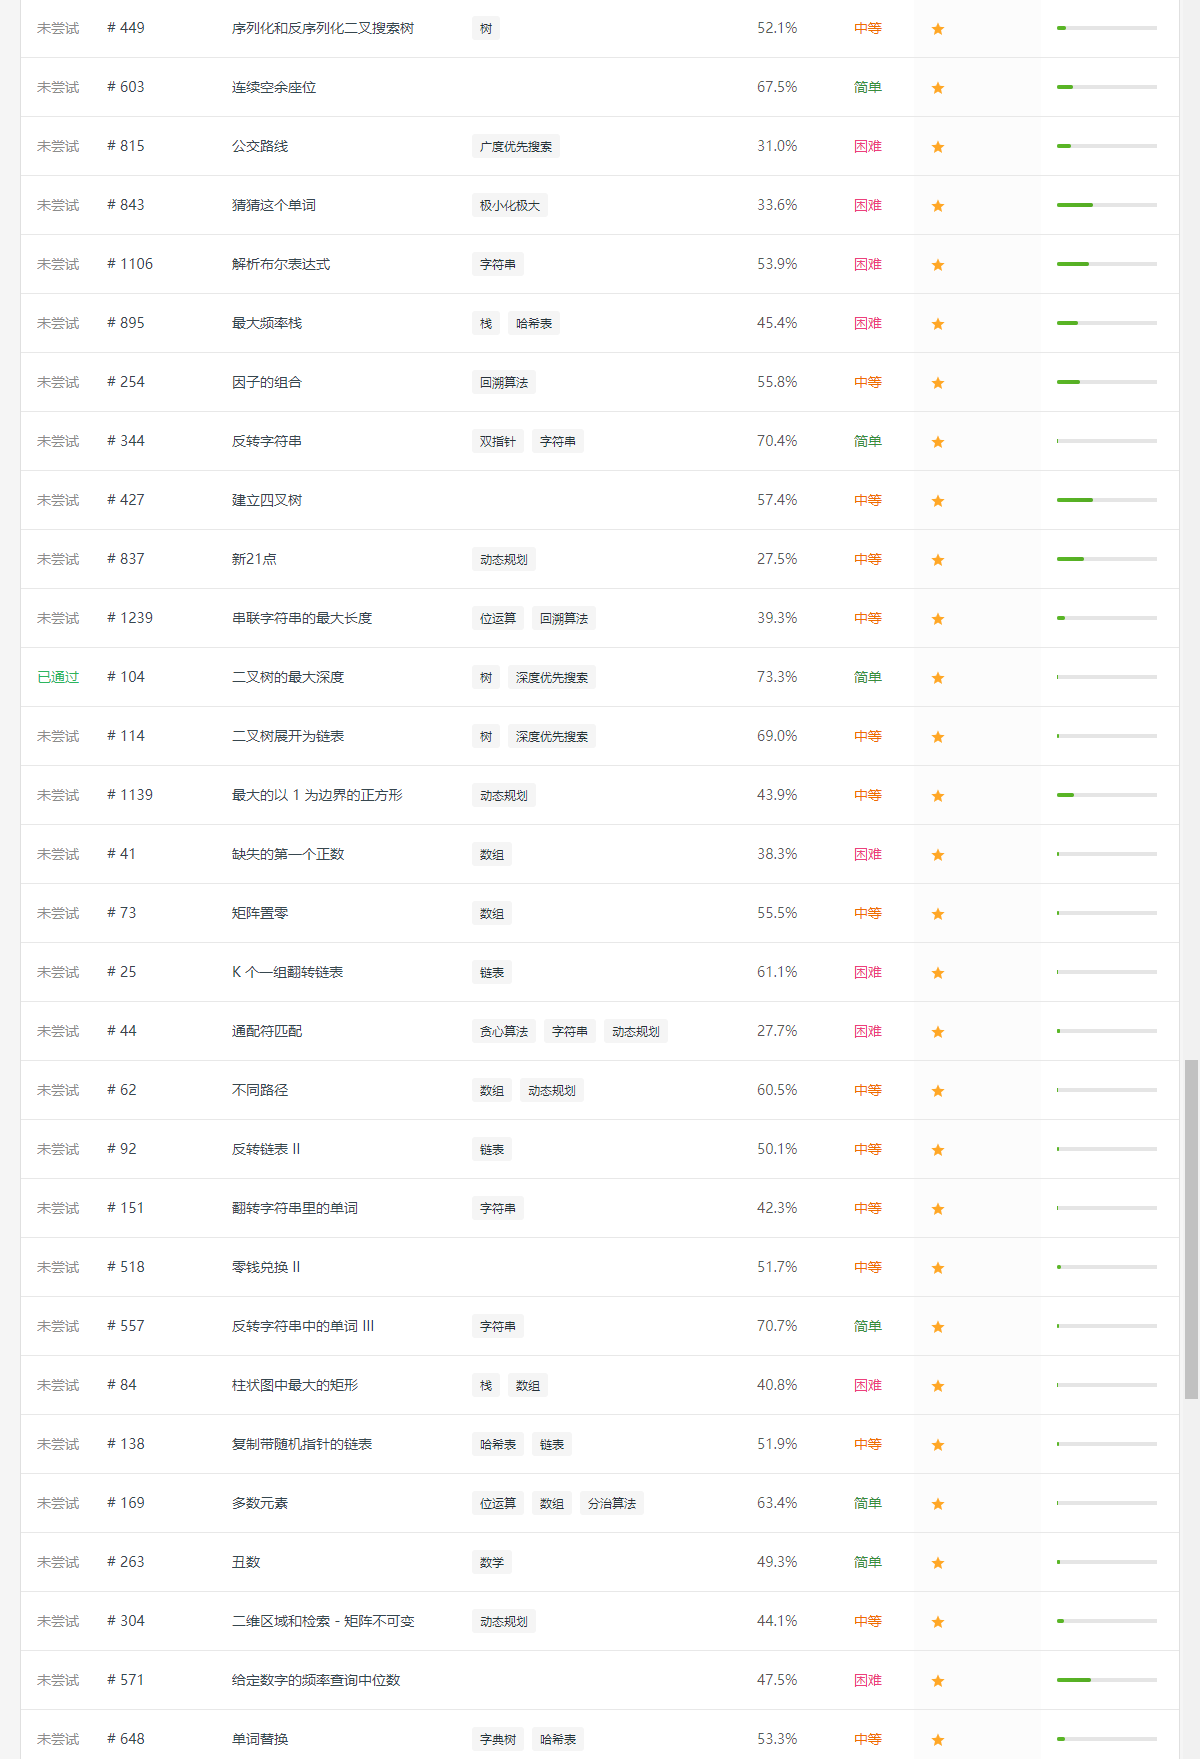 未尝试 # 449 序列化和反序列化二叉搜索树 树 52.1% 中等
未尝试 # 603 连续空余座位 67.5% 简单
未尝试 # 815 公交路线 广度优先搜索 31.0% 困难
未尝试 # 843 猜猜这个单词 极小化极大 33.6% 困难
未尝试 # 1106 解析布尔表达式 字符串 53.9% 困难
未尝试 # 895 最大频率栈 栈 哈希表 45.4% 困难
未尝试 # 254 因子的组合 回溯算法 55.8% 中等
未尝试 # 344 反转字符串 双指针 字符串 70.4% 简单
未尝试 # 427 建立四叉树 57.4% 中等
未尝试 # 837 新21点 动态规划 27.5% 中等
未尝试 # 1239 串联字符串的最大长度 位运算 回溯算法 39.3% 中等
已通过 # 104 二叉树的最大深度 树 深度优先搜索 73.3% 简单
未尝试 # 114 二叉树展开为链表 树 深度优先搜索 69.0% 中等
未尝试 # 1139 最大的以 1 为边界的正方形 动态规划 43.9% 中等
未尝试 # 41 缺失的第一个正数 数组 38.3% 困难
未尝试 # 73 矩阵置零 数组 55.5% 中等
未尝试 # 25 K 个一组翻转链表 链表 61.1% 困难
未尝试 # 44 通配符匹配 贪心算法 字符串 动态规划 27.7% 困难
未尝试 # 62 不同路径 数组 动态规划 60.5% 中等
未尝试 # 92 反转链表 II 链表 50.1% 中等
未尝试 # 151 翻转字符串里的单词 字符串 42.3% 中等
未尝试 # 518 零钱兑换 II 51.7% 中等
未尝试 # 557 反转字符串中的单词 III 字符串 70.7% 简单
未尝试 # 84 柱状图中最大的矩形 栈 数组 40.8% 困难
未尝试 # 138 复制带随机指针的链表 哈希表 链表 51.9% 中等
未尝试 # 169 多数元素 位运算 数组 分治算法 63.4% 简单
未尝试 # 263 丑数 数学 49.3% 简单
未尝试 # 304 二维区域和检索 - 矩阵不可变 动态规划 44.1% 中等
未尝试 # 571 给定数字的频率查询中位数 47.5% 困难
未尝试 # 648 单词替换 字典树 哈希表 53.3% 中等